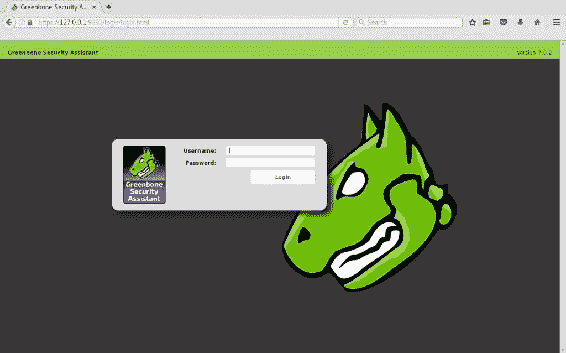 Greenbone Security A...
https://127.0.0.1:9392/login/login.html
Search
Greenbone Security Assistant
Version 7.0.2
Username:
Password:
Login
Greenbone
Security
Assistant